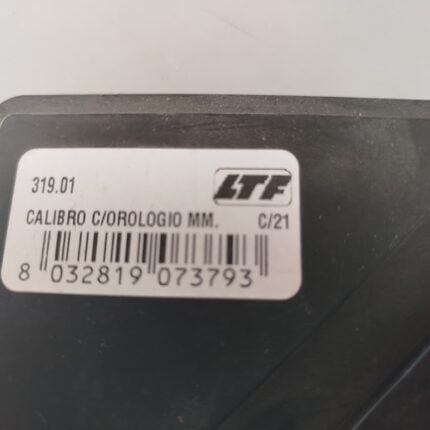 319.01 LTF
CALIBRO C/OROLOGIO MM. C/21
8 032819 073793